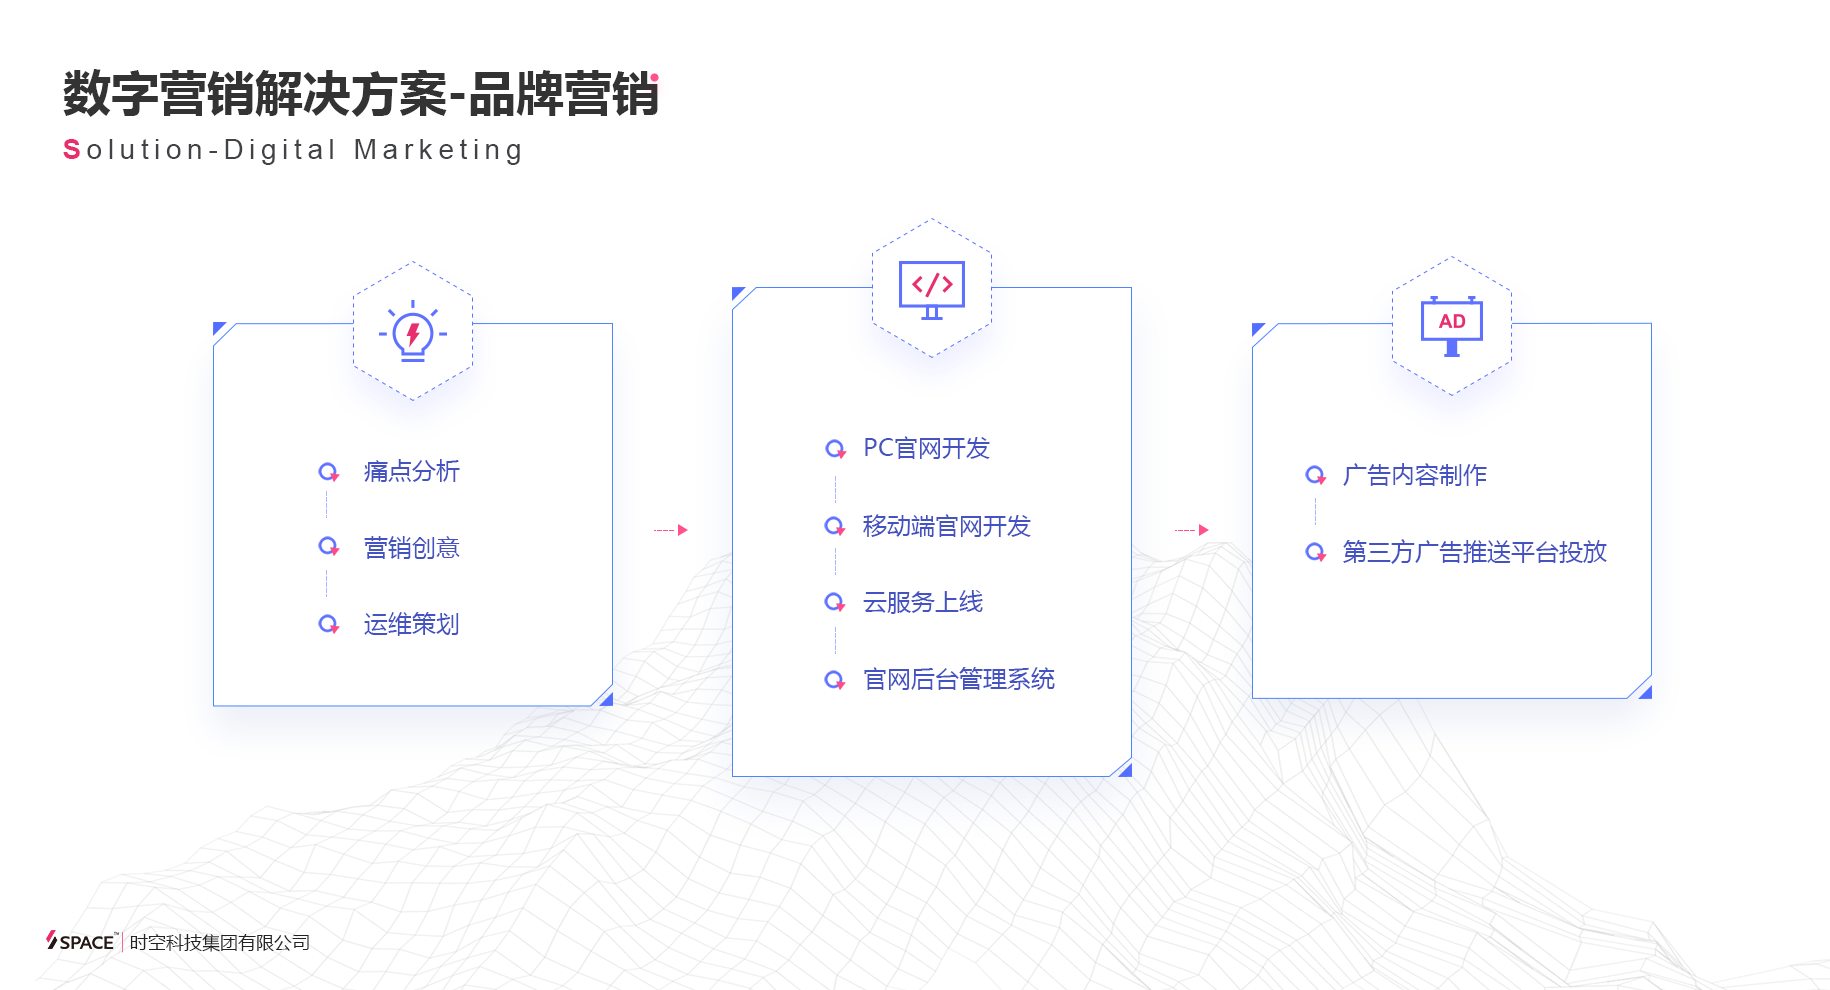 数字营销解决方案-品牌营销
Solution-Digital Marketing
痛点分析
营销创意
运维策划
</>
PC官网开发
移动端官网开发
云服务上线
官网后台管理系统
AD
广告内容制作
第三方广告推送平台投放
SPACE™ 时空科技集团有限公司